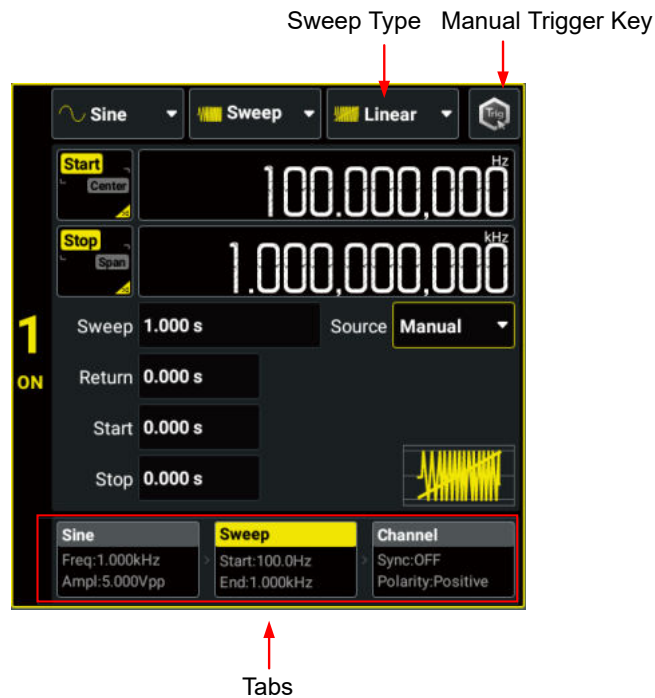 Sweep Type Manual Trigger Key
Sine Sweep Linear Trig
Start
Center
100.000,000 Hz
Stop
Span
1.000,000,000 kHz
Sweep 1.000 s Source Manual
1
ON
Return 0.000 s
Start 0.000 s
Stop 0.000 s
Sine Sweep Channel
Freq:1.000kHz Start:100.0Hz Sync:OFF
Ampl:5.000Vpp End:1.000kHz Polarity:Positive
Tabs